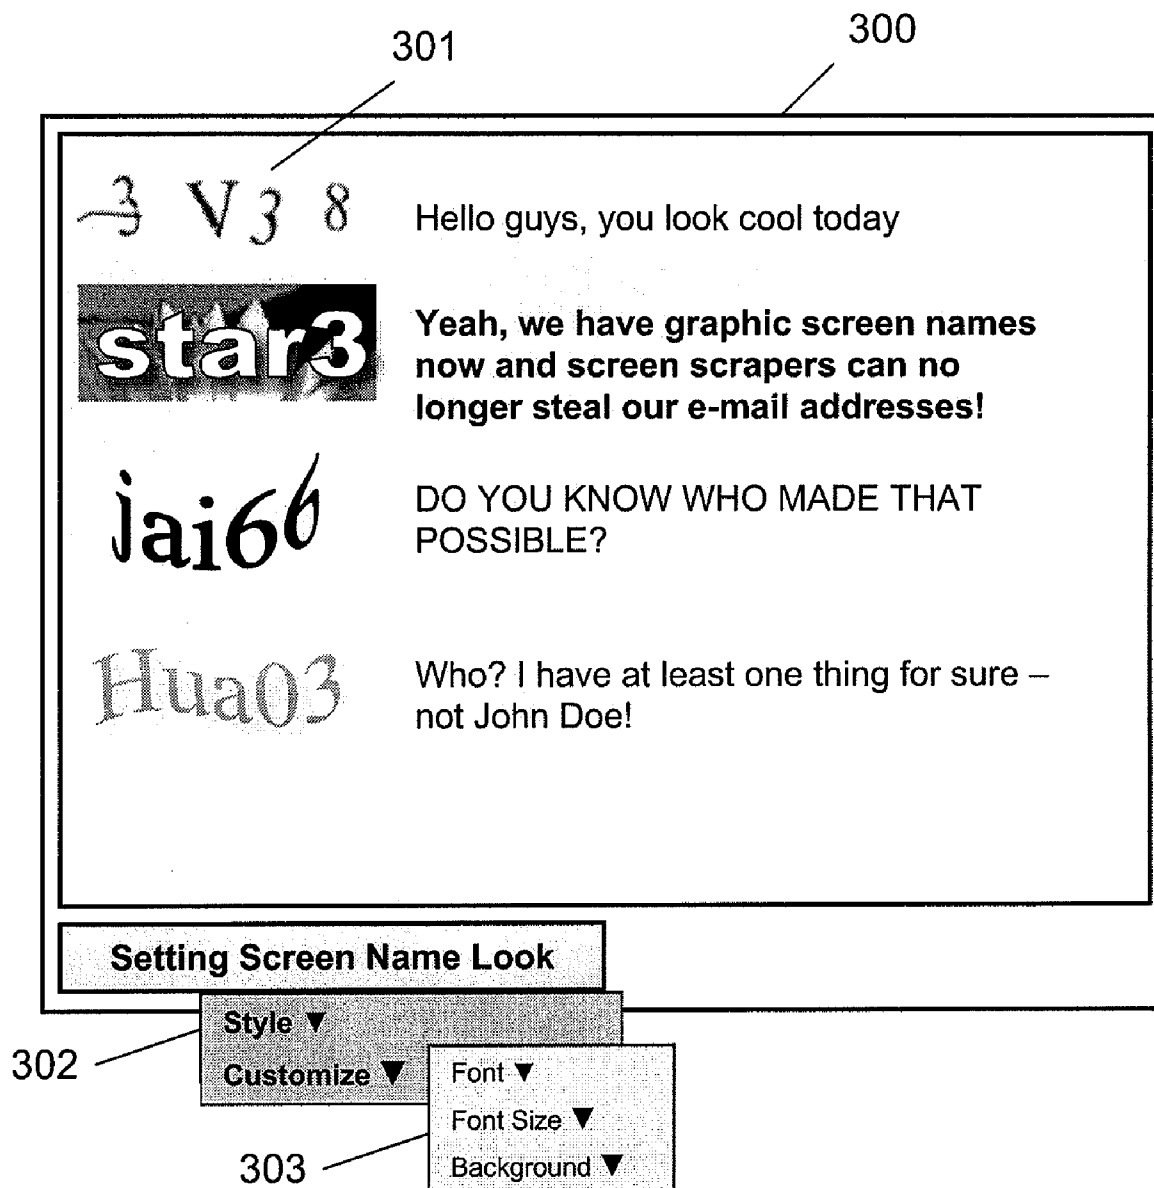 301
300
3 V 3 8
Hello guys, you look cool today
star3
Yeah, we have graphic screen names
now and screen scrapers can no
longer steal our e-mail addresses!
jai66
DO YOU KNOW WHO MADE THAT
POSSIBLE?
Hua03
Who? I have at least one thing for sure –
not John Doe!
Setting Screen Name Look
Style ▼
302
Customize ▼
Font ▼
Font Size ▼
303
Background ▼